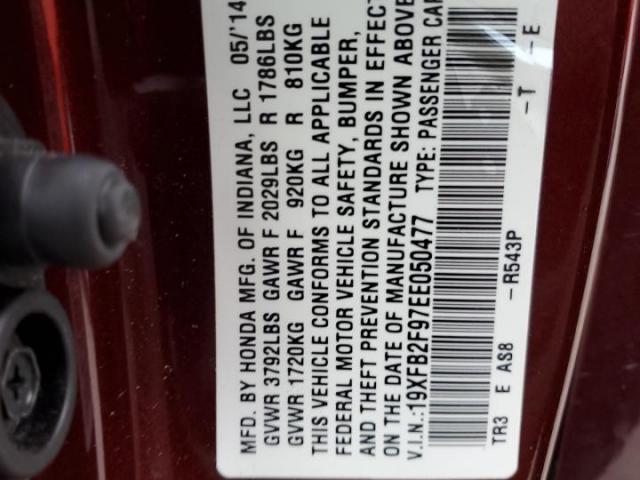 MFD. BY HONDA MFG. OF INDIANA, LLC 05/'14
GVWR 3792LBS GAWR F 2029LBS R 1786LBS
GVWR 1720KG GAWR F 920KG R 810KG
THIS VEHICLE CONFORMS TO ALL APPLICABLE
FEDERAL MOTOR VEHICLE SAFETY, BUMPER,
AND THEFT PREVENTION STANDARDS IN EFFECT
ON THE DATE OF MANUFACTURE SHOWN ABOVE
V.I.N.:19XFB2F97EE050477 TYPE: PASSENGER CAR
TR3 E AS8 -R543P -T -E